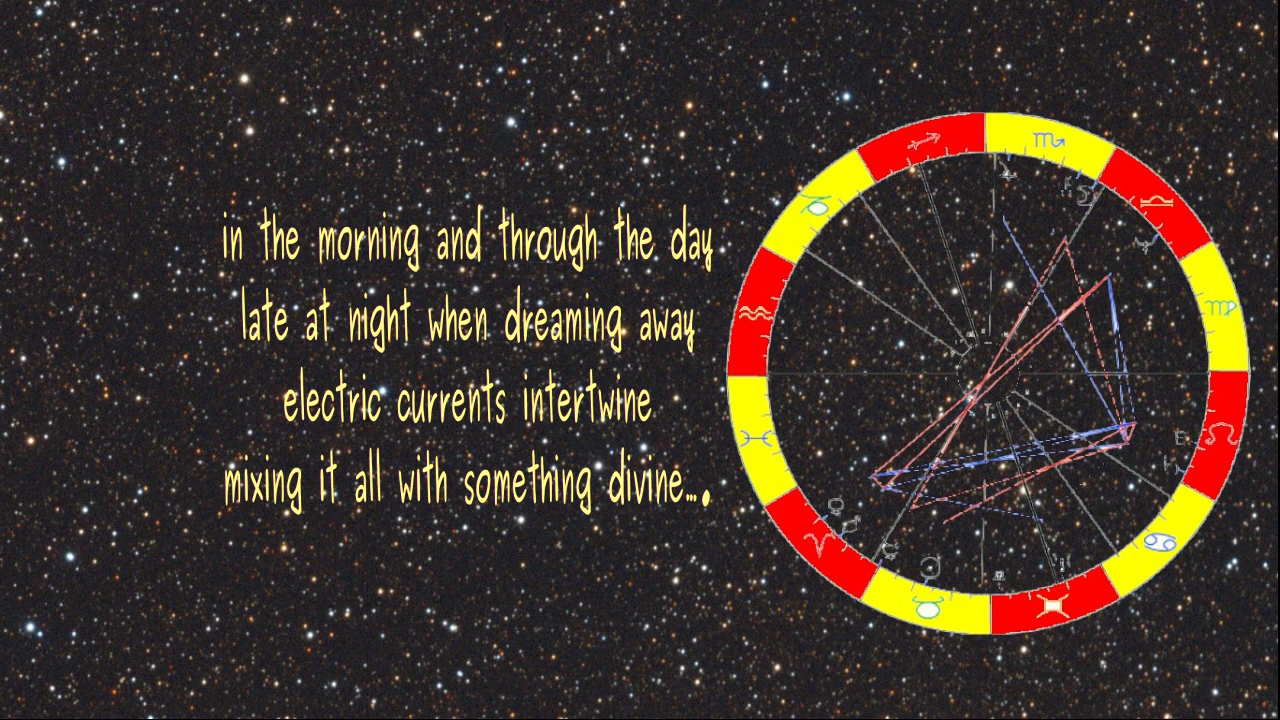 in the morning and through the day
late at night when dreaming away
electric currents intertwine
mixing it all with something divine....